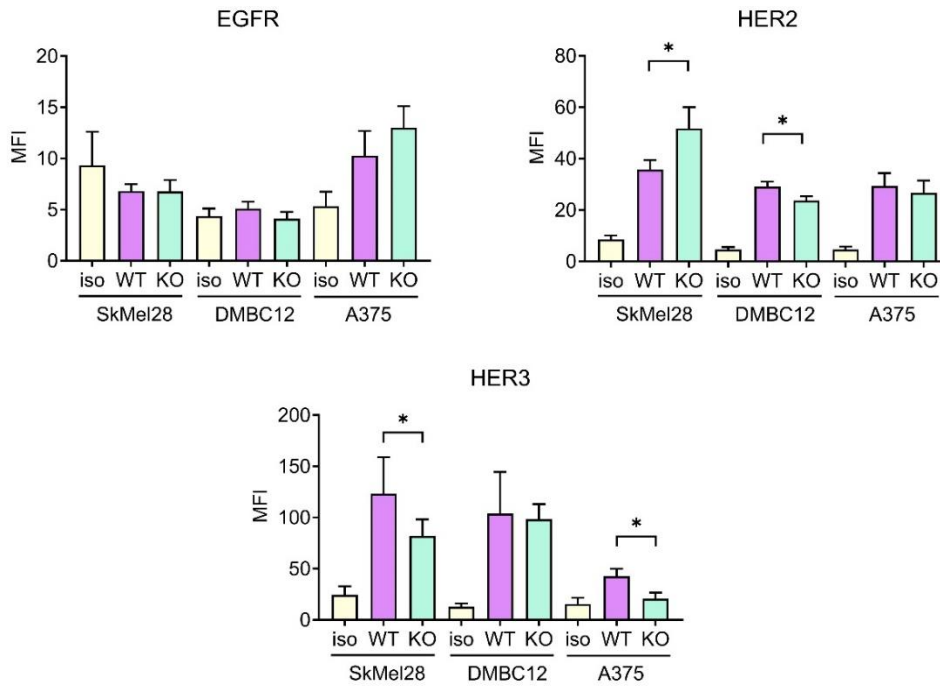 EGFR
20
15
10
5
0
MFI
iso WT KO iso WT KO iso WT KO
SkMel28 DMBC12 A375
HER2
80
60
40
20
0
MFI
* *
iso WT KO iso WT KO iso WT KO
SkMel28 DMBC12 A375
HER3
200
150
100
50
0
MFI
* *
iso WT KO iso WT KO iso WT KO
SkMel28 DMBC12 A375